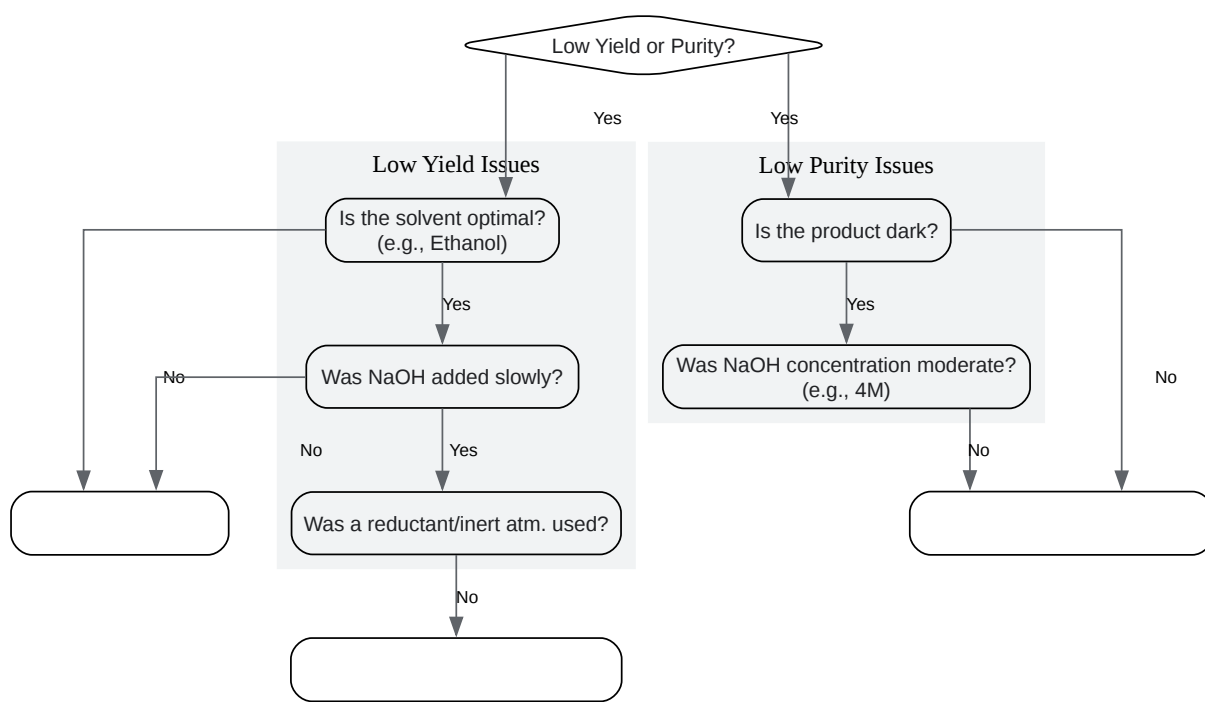 Low Yield or Purity?
Yes
Yes
Low Yield Issues
Low Purity Issues
Is the solvent optimal?
(e.g., Ethanol)
Is the product dark?
Yes
Yes
Was NaOH added slowly?
Was NaOH concentration moderate?
(e.g., 4M)
No
No
No
Yes
No
Was a reductant/inert atm. used?
No